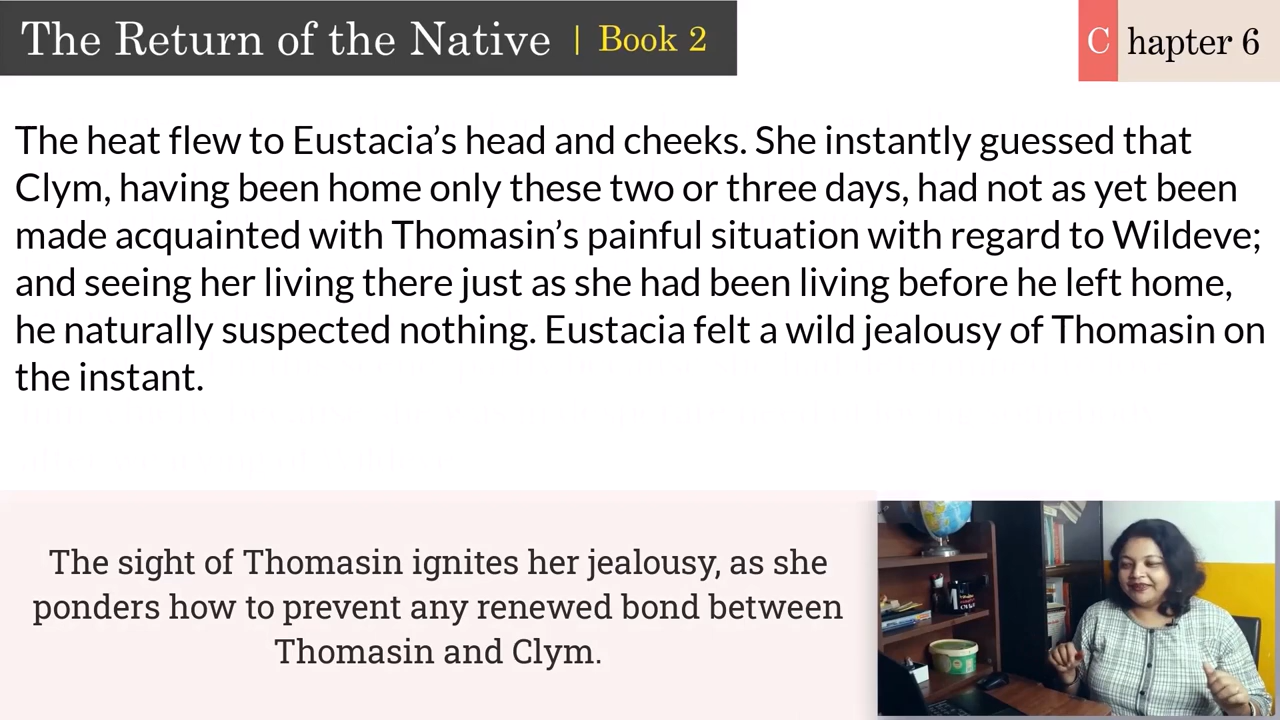 The Return of the Native | Book 2
Chapter 6
The heat flew to Eustacia’s head and cheeks. She instantly guessed that
Clym, having been home only these two or three days, had not as yet been
made acquainted with Thomasin’s painful situation with regard to Wildeve;
and seeing her living there just as she had been living before he left home,
he naturally suspected nothing. Eustacia felt a wild jealousy of Thomasin on
the instant.
The sight of Thomasin ignites her jealousy, as she
ponders how to prevent any renewed bond between
Thomasin and Clym.